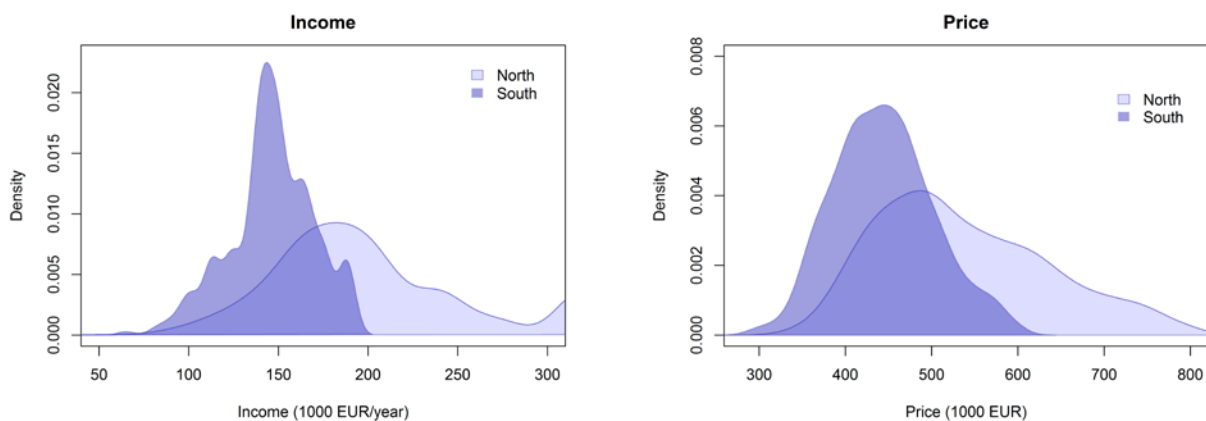 Income
Density
0.000
0.005
0.010
0.015
0.020
North
South
50
100
150
200
250
300
Income (1000 EUR/year)
Price
Density
0.000
0.002
0.004
0.006
0.008
North
South
300
400
500
600
700
800
Price (1000 EUR)